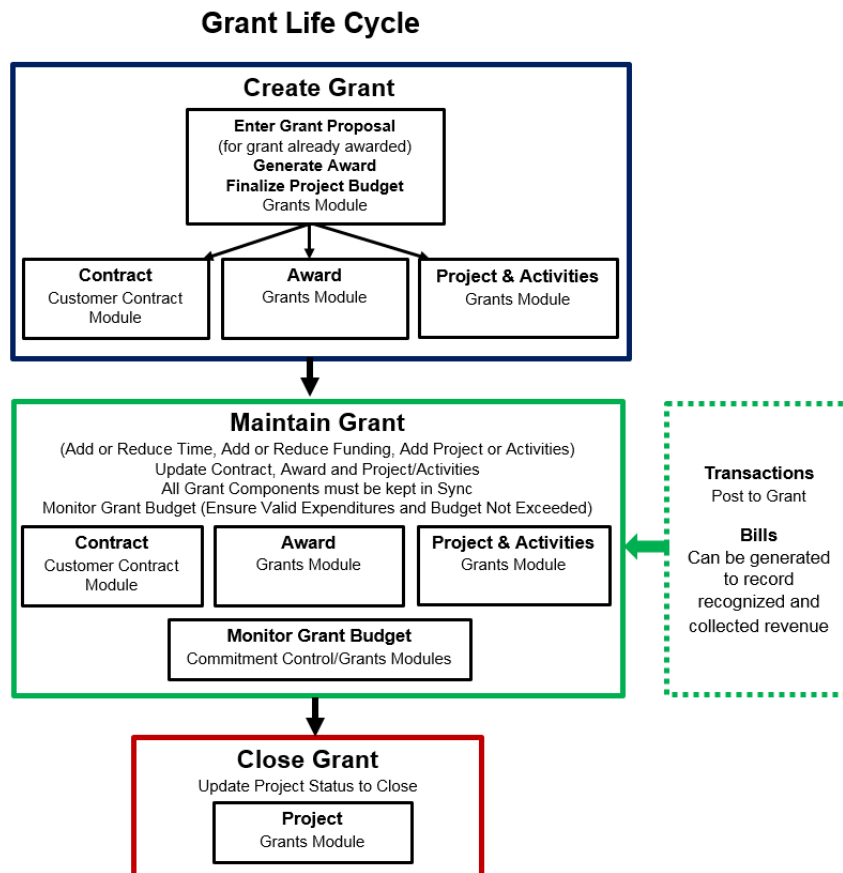 Grant Life Cycle
Create Grant
Enter Grant Proposal
(for grant already awarded)
Generate Award
Finalize Project Budget
Grants Module
Contract
Customer Contract
Module
Award
Grants Module
Project & Activities
Grants Module
Maintain Grant
(Add or Reduce Time, Add or Reduce Funding, Add Project or Activities)
Update Contract, Award and Project/Activities
All Grant Components must be kept in Sync
Monitor Grant Budget (Ensure Valid Expenditures and Budget Not Exceeded)
Contract
Customer Contract
Module
Award
Grants Module
Project & Activities
Grants Module
Monitor Grant Budget
Commitment Control/Grants Modules
Transactions
Post to Grant
Bills
Can be generated
to record
recognized and
collected revenue
Close Grant
Update Project Status to Close
Project
Grants Module